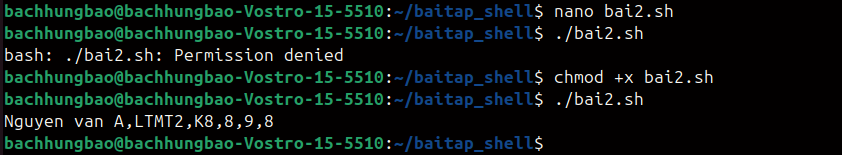 bachhungbao@bachhungbao-Vostro-15-5510:~/baitap_shell$ nano bai2.sh
bachhungbao@bachhungbao-Vostro-15-5510:~/baitap_shell$ ./bai2.sh
bash: ./bai2.sh: Permission denied
bachhungbao@bachhungbao-Vostro-15-5510:~/baitap_shell$ chmod +x bai2.sh
bachhungbao@bachhungbao-Vostro-15-5510:~/baitap_shell$ ./bai2.sh
Nguyen van A,LTMT2,K8,8,9,8
bachhungbao@bachhungbao-Vostro-15-5510:~/baitap_shell$